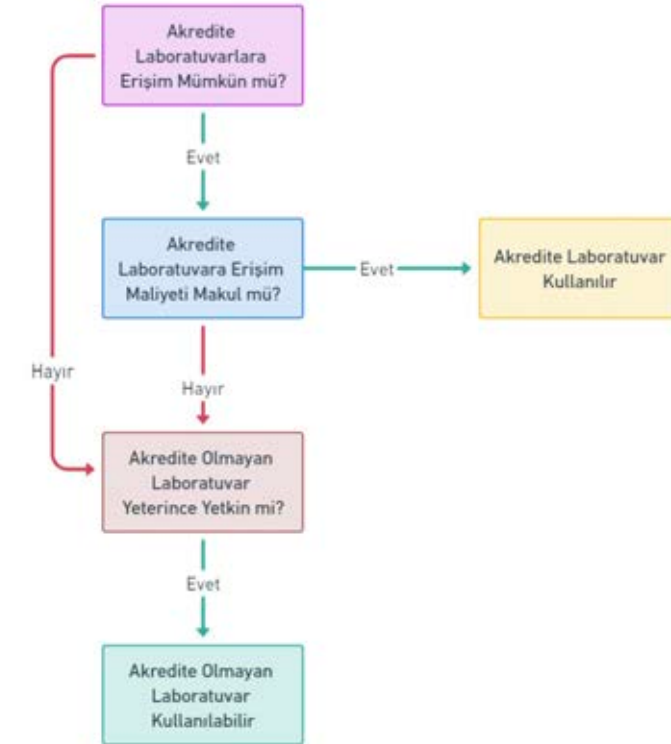 Akredite
Laboratuvarlara
Erişim Mümkün mü?
Evet
Akredite
Laboratuvara Erişim
Maliyeti Makul mü?
Evet
Akredite Laboratuvar
Kullanılır
Hayır
Hayır
Akredite Olmayan
Laboratuvar
Yeterince Yetkin mi?
Evet
Akredite Olmayan
Laboratuvar
Kullanılabilir